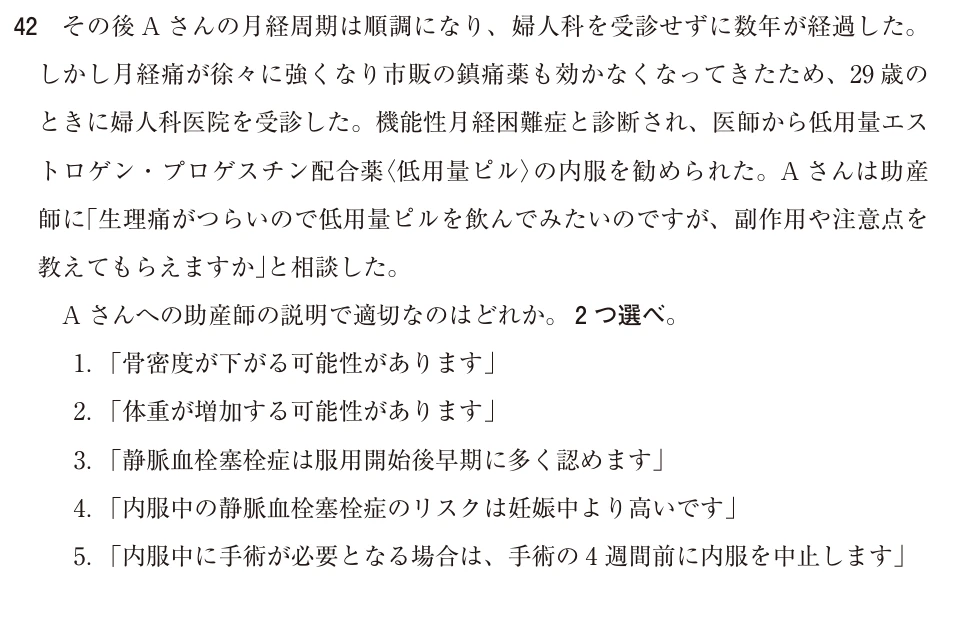 42　その後 A さんの月経周期は順調になり、婦人科を受診せずに数年が経過した。
しかし月経痛が徐々に強くなり市販の鎮痛薬も効かなくなってきたため、29 歳の
ときに婦人科医院を受診した。機能性月経困難症と診断され、医師から低用量エス
トロゲン・プロゲスチン配合薬〈低用量ピル〉の内服を勧められた。A さんは助産
師に「生理痛がつらいので低用量ピルを飲んでみたいのですが、副作用や注意点を
教えてもらえますか」と相談した。
A さんへの助産師の説明で適切なのはどれか。2 つ選べ。
1. 「骨密度が下がる可能性があります」
2. 「体重が増加する可能性があります」
3. 「静脈血栓塞栓症は服用開始後早期に多く認めます」
4. 「内服中の静脈血栓塞栓症のリスクは妊娠中より高いです」
5. 「内服中に手術が必要となる場合は、手術の 4 週間前に内服を中止します」